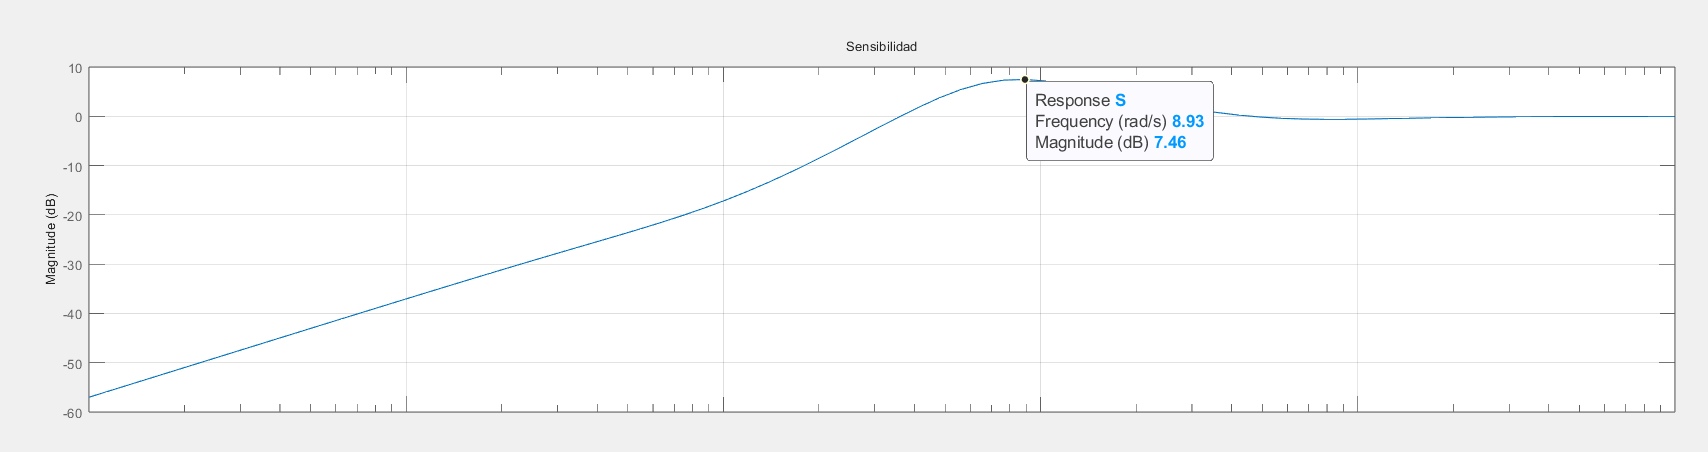 Sensibilidad
10
0
-10
-20
-30
-40
-50
-60
Magnitude (dB)
Response S
Frequency (rad/s) 8.93
Magnitude (dB) 7.46